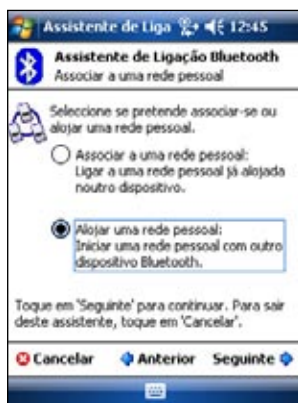 Assistente de Liga 12:45
Assistente de Ligação Bluetooth
Associar a uma rede pessoal
Seleccione se pretende associar-se ou
alojar uma rede pessoal.
Associar a uma rede pessoal:
Ligar a uma rede pessoal já alojada
noutro dispositivo.
Alojar uma rede pessoal:
Iniciar uma rede pessoal com outro
dispositivo Bluetooth.
Toque em 'Seguinte' para continuar. Para sair
deste assistente, toque em 'Cancelar'.
Cancelar Anterior Seguinte